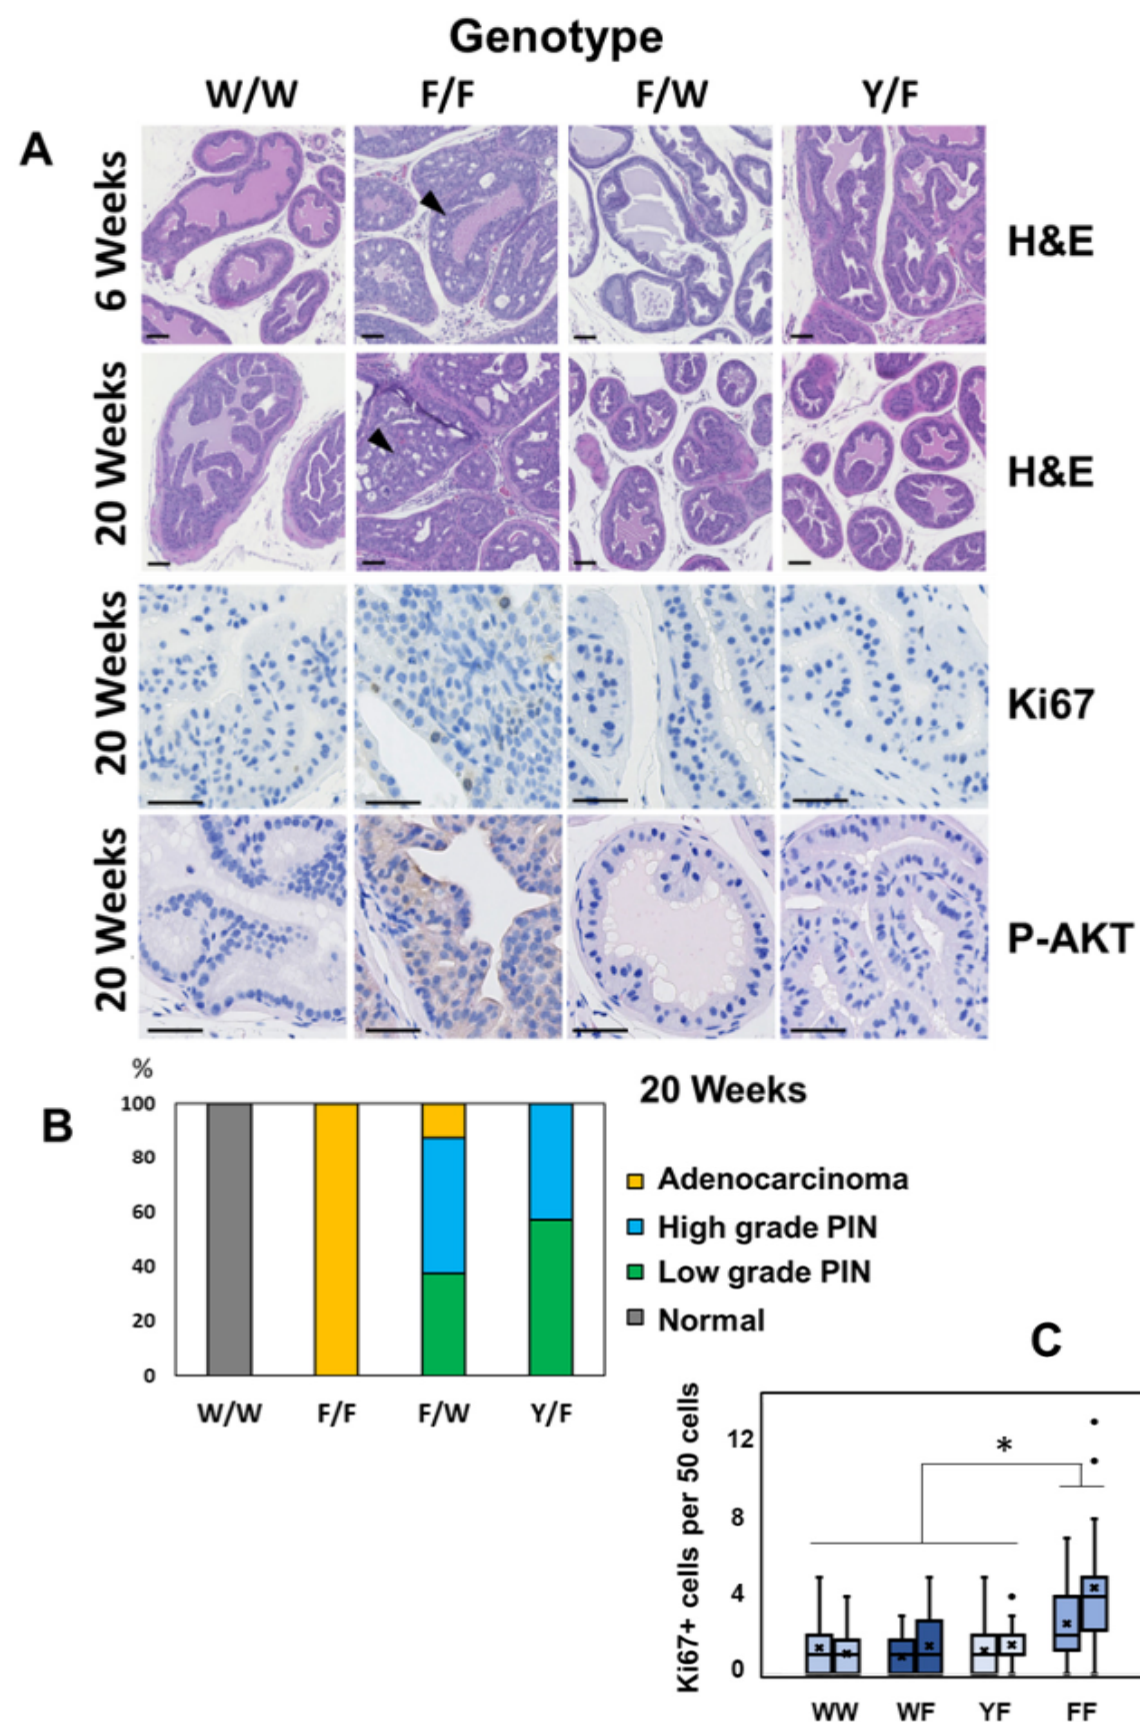 Genotype
W/W F/F F/W Y/F
A
6 Weeks
H&E
20 Weeks
H&E
20 Weeks
Ki67
20 Weeks
P-AKT
B
%
100
80
60
40
20
0
W/W F/F F/W Y/F
20 Weeks
Adenocarcinoma
High grade PIN
Low grade PIN
Normal
C
Ki67+ cells per 50 cells
12
8
4
0
*
WW WF YF FF